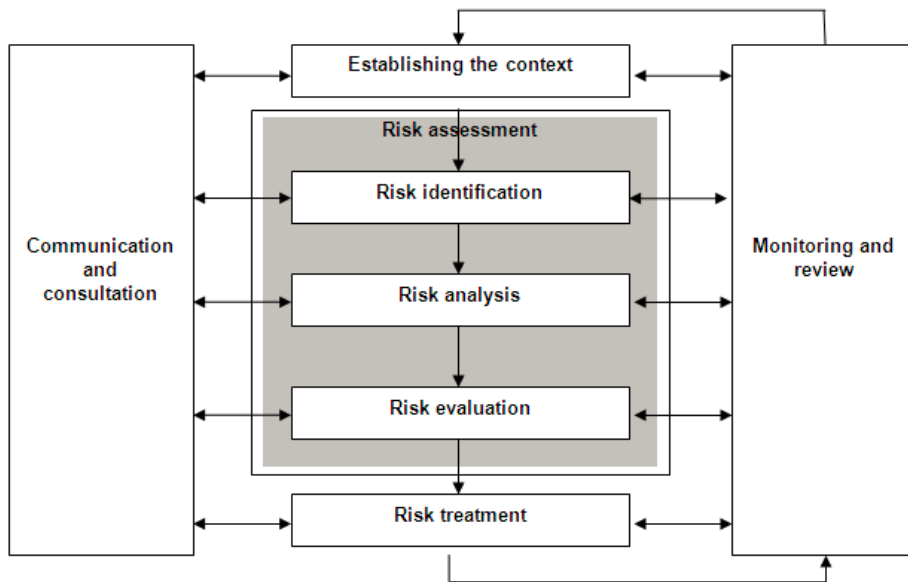 Establishing the context
Risk assessment
Risk identification
Communication
and
consultation
Monitoring and
review
Risk analysis
Risk evaluation
Risk treatment